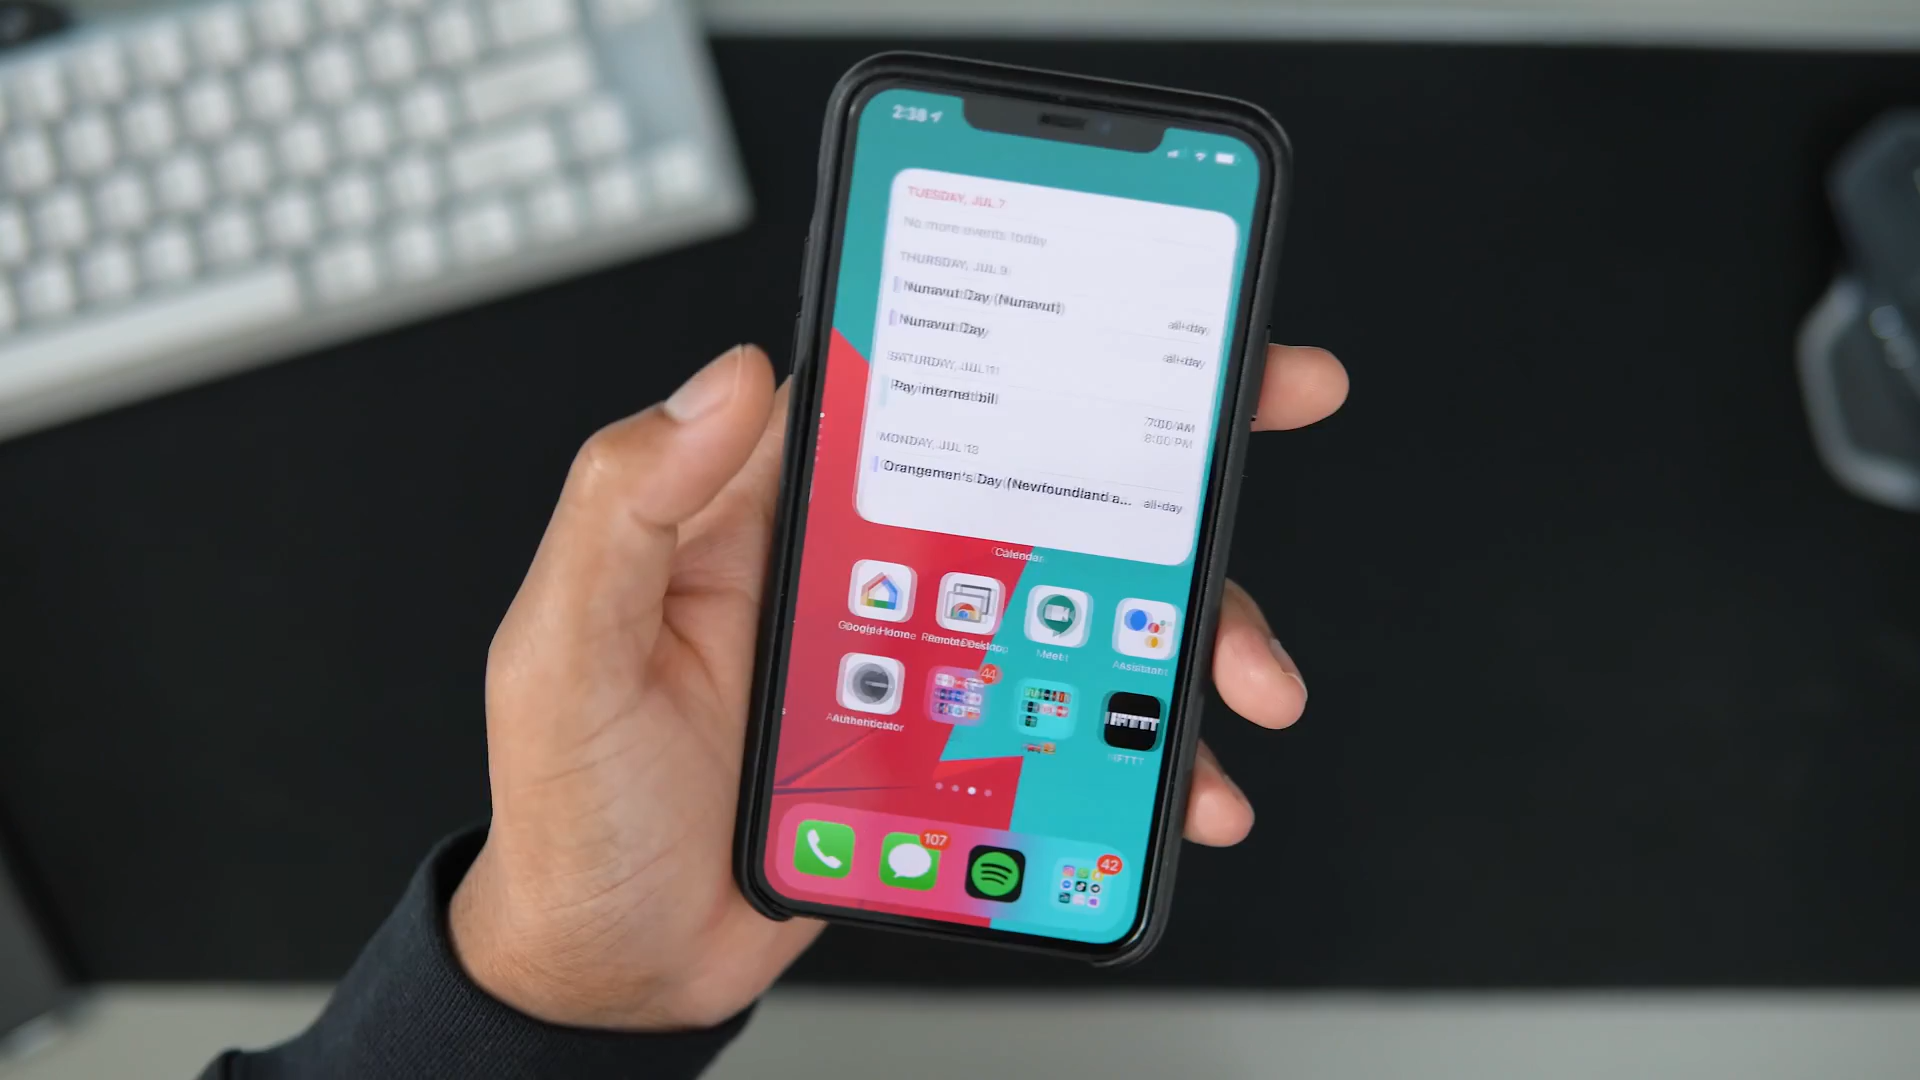 2:38
TUESDAY, JUL 7
No more events today
THURSDAY, JUL 9
Nunavut Day (Nunavut)
all-day
Nunavut Day
all-day
SATURDAY, JUL 11
Pay internet bill
7:00 AM
8:00 PM
MONDAY, JUL 13
Orangemen's Day (Newfoundland a...
all-day
Calendar
Google Home
Remote Desktop
Meet
Assistant
44
IFTTT
Authenticator
IFTTT
107
42